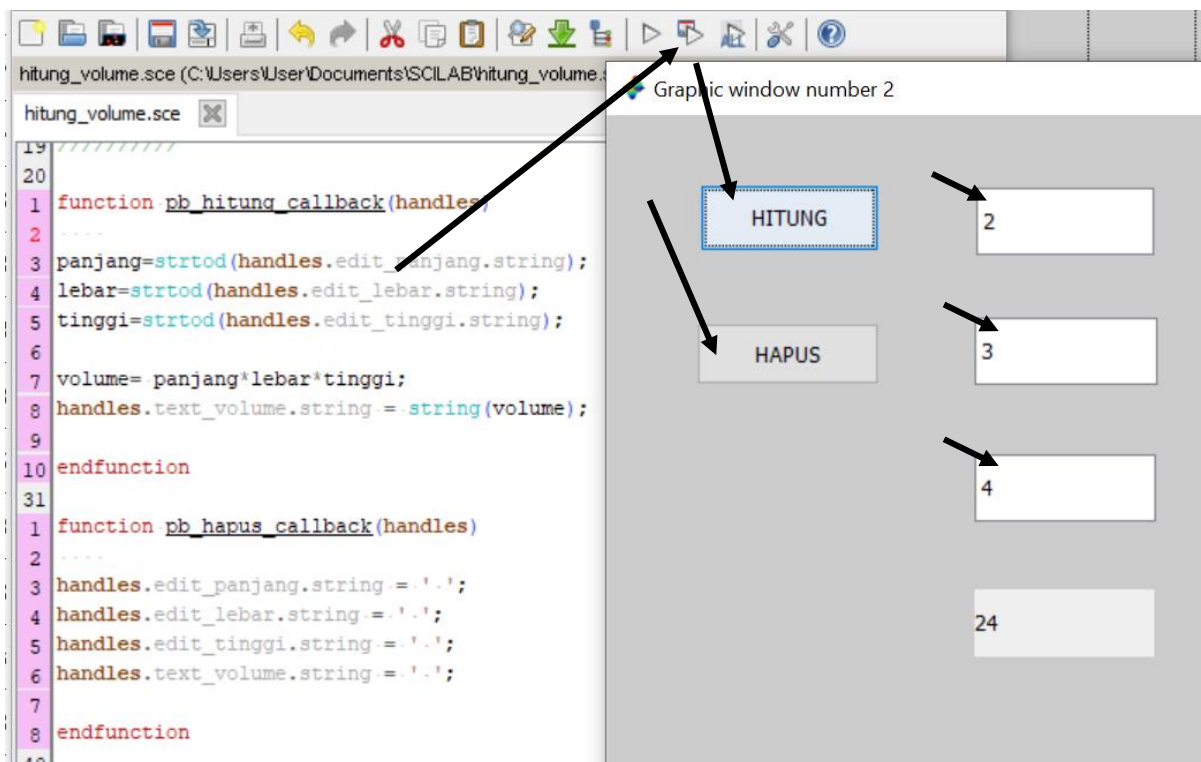 hitung_volume.sce (C:\Users\User\Documents\SCILAB\hitung_volume.s
hitung_volume.sce
19 //////////
20
1 function pb_hitung_callback(handles)
2
3 panjang=strtod(handles.edit_panjang.string);
4 lebar=strtod(handles.edit_lebar.string);
5 tinggi=strtod(handles.edit_tinggi.string);
6
7 volume= panjang*lebar*tinggi;
8 handles.text_volume.string = string(volume);
9
10 endfunction
31
1 function pb_hapus_callback(handles)
2
3 handles.edit_panjang.string = ' ';
4 handles.edit_lebar.string = ' ';
5 handles.edit_tinggi.string = ' ';
6 handles.text_volume.string = ' ';
7
8 endfunction
Graphic window number 2
HITUNG
2
HAPUS
3
4
24